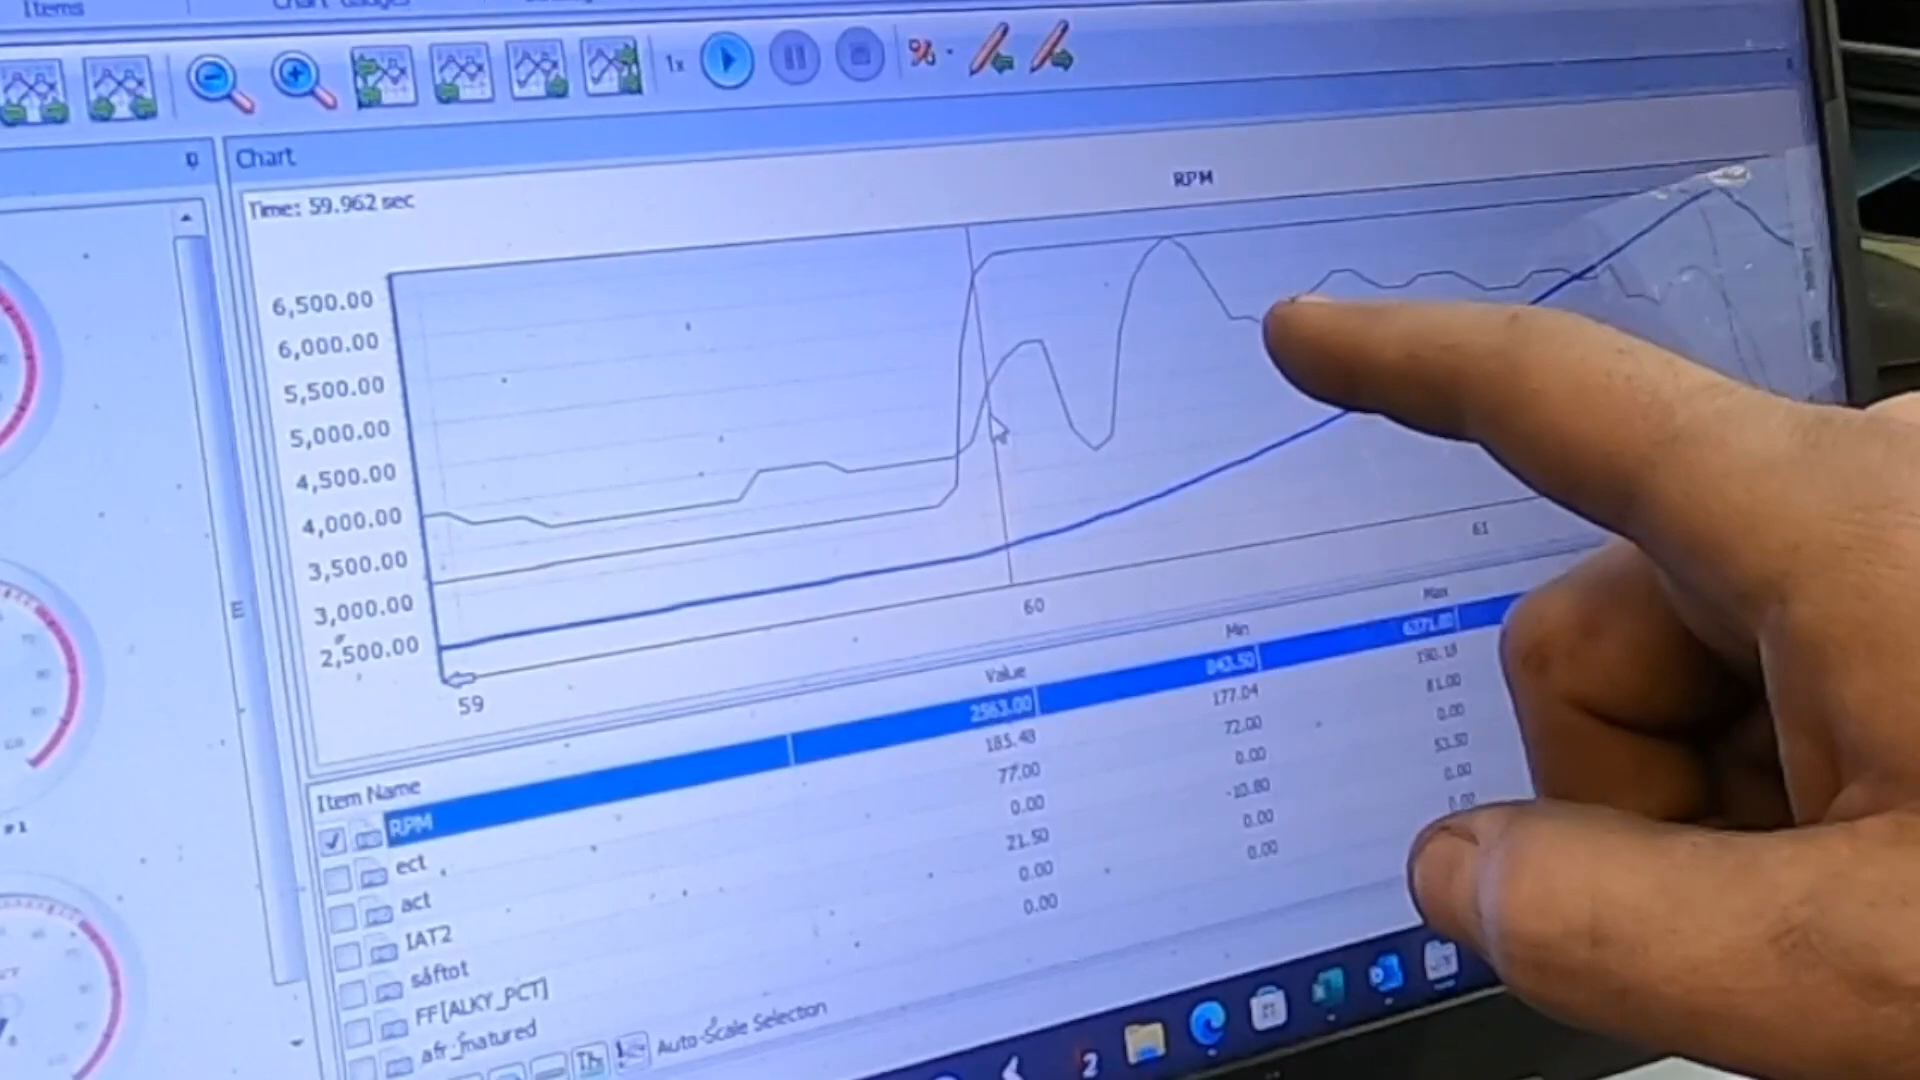 Items
1x
%
Chart
Time: 59.962 sec
RPM
6,500.00
6,000.00
5,500.00
5,000.00
4,500.00
4,000.00
3,500.00
3,000.00
2,500.00
59
60
61
Item Name Value Min Max
RPM 2563.00 843.50
ect 185.48 177.04 190.18
act 77.00 72.00 81.00
IAT2 0.00 0.00 0.00
saftot 21.50 -10.80 53.50
FF[ALKY_PCT] 0.00 0.00 0.00
0.00 0.00 0.00
Auto-Scale Selection
2